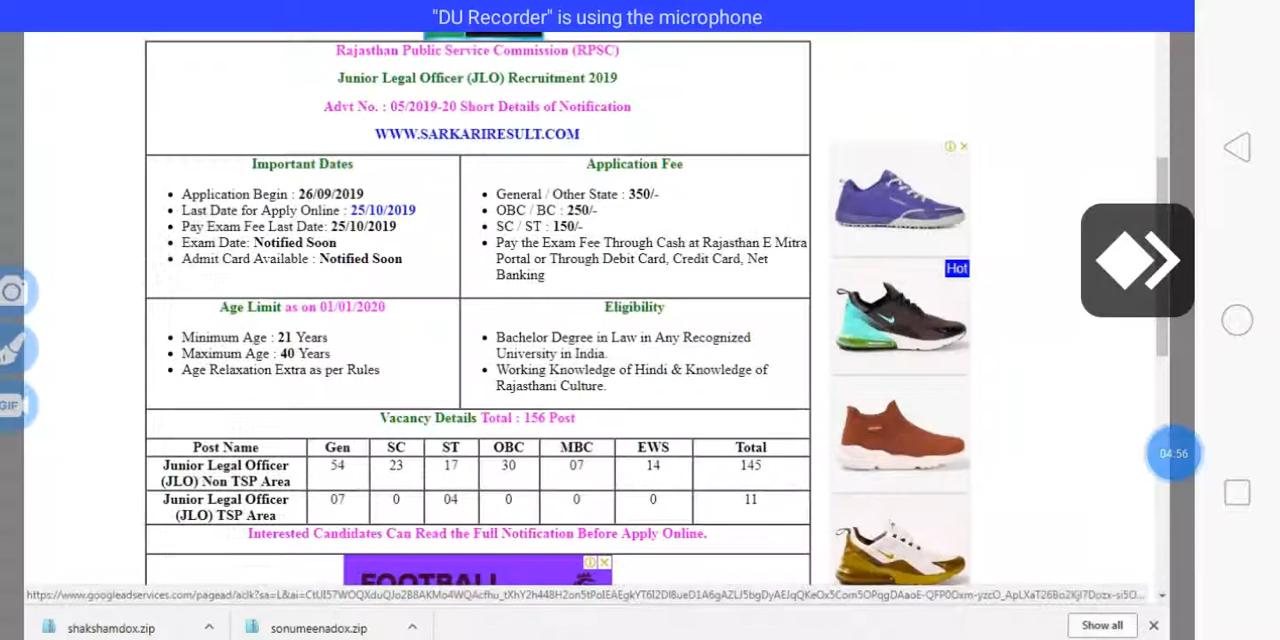 "DU Recorder" is using the microphone
Rajasthan Public Service Commission (RPSC)
Junior Legal Officer (JLO) Recruitment 2019
Advt No. : 05/2019-20 Short Details of Notification
WWW.SARKARIRESULT.COM
Important Dates
Application Begin : 26/09/2019
Last Date for Apply Online : 25/10/2019
Pay Exam Fee Last Date: 25/10/2019
Exam Date: Notified Soon
Admit Card Available : Notified Soon
Application Fee
General / Other State : 350/-
OBC / BC : 250/-
SC / ST : 150/-
Pay the Exam Fee Through Cash at Rajasthan E Mitra
Portal or Through Debit Card, Credit Card, Net
Banking
Hot
Age Limit as on 01/01/2020
Minimum Age : 21 Years
Maximum Age : 40 Years
Age Relaxation Extra as per Rules
Eligibility
Bachelor Degree in Law in Any Recognized
University in India.
Working Knowledge of Hindi & Knowledge of
Rajasthani Culture.
GIF
Vacancy Details Total : 156 Post
Post Name Gen SC ST OBC MBC EWS Total
Junior Legal Officer
(JLO) Non TSP Area 54 23 17 30 07 14 145
Junior Legal Officer
(JLO) TSP Area 07 0 04 0 0 0 11
04:56
Interested Candidates Can Read the Full Notification Before Apply Online.
FOOTBALL
shakshamdox.zip
sonumeenadox.zip
Show all